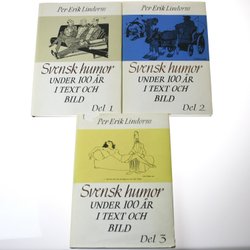 Per Erik Lindorm
Svensk humor
UNDER 100 ÅR
I TEXT OCH
BILD
Del 1
Per Erik Lindorm
Svensk humor
UNDER 100 ÅR
I TEXT OCH
BILD
Del 2
Per Erik Lindorm
Svensk humor
UNDER 100 ÅR
I TEXT OCH
BILD
Del 3